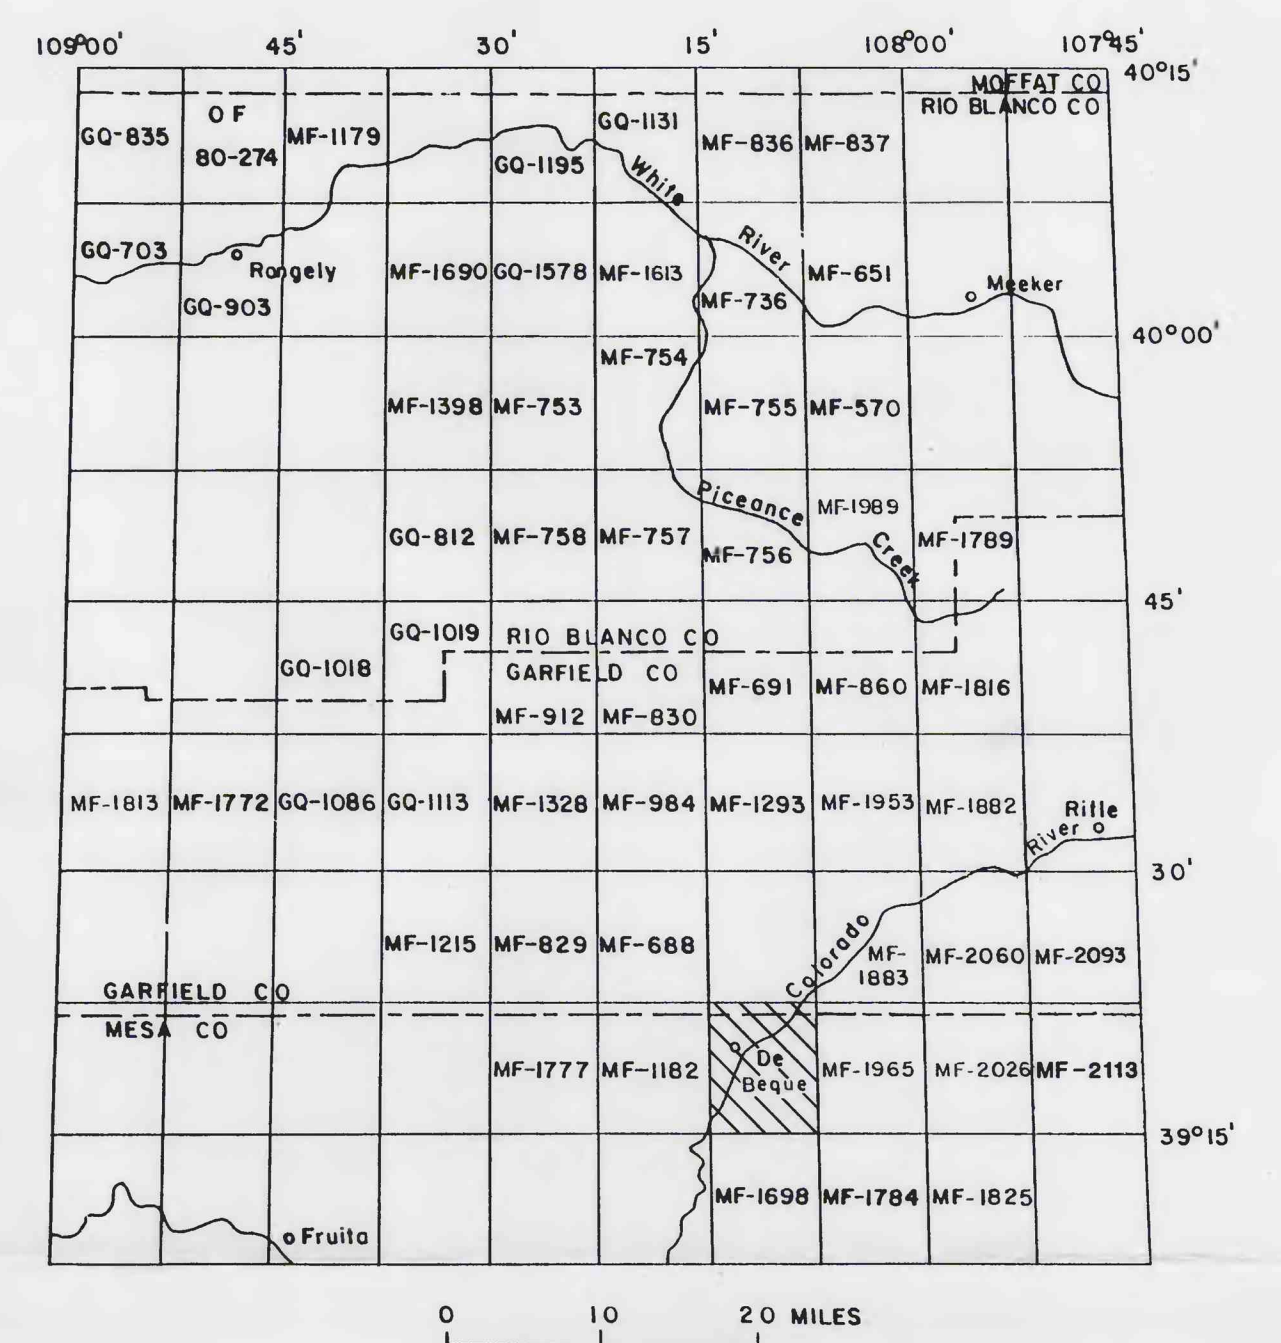 109°00' 45' 30' 15' 108°00' 107°45'
40°15'
MOFFAT CO
RIO BLANCO CO
GQ-835
OF
80-274
MF-1179
GQ-1131
GQ-1195
MF-836
MF-837
White
River
GQ-703
Rangely
GQ-903
MF-1690
GQ-1578
MF-1613
MF-736
MF-651
Meeker
40°00'
MF-754
MF-1398
MF-753
MF-755
MF-570
Piceance
Creek
MF-1989
GQ-812
MF-758
MF-757
MF-756
MF-1789
45'
GQ-1019
RIO BLANCO CO
GQ-1018
GARFIELD CO
MF-691
MF-860
MF-1816
MF-912
MF-830
MF-1813
MF-1772
GQ-1086
GQ-1113
MF-1328
MF-984
MF-1293
MF-1953
MF-1882
Rifle
River
30'
Colorado
MF-1215
MF-829
MF-688
MF-
1883
MF-2060
MF-2093
GARFIELD CO
MESA CO
MF-1777
MF-1182
De
Beque
MF-1965
MF-2026
MF-2113
39°15'
MF-1698
MF-1784
MF-1825
Fruita
0 10 20 MILES